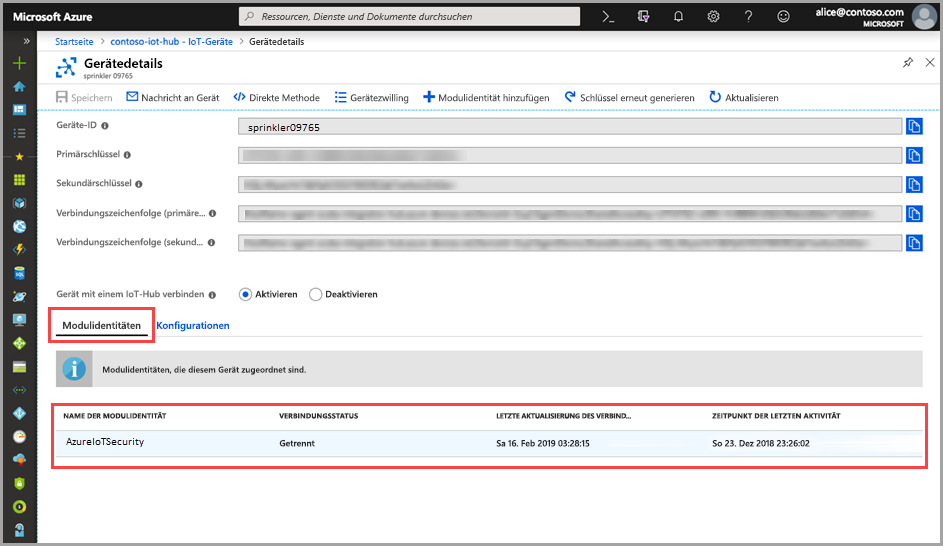 Microsoft Azure
Ressourcen, Dienste und Dokumente durchsuchen
alice@contoso.com
MICROSOFT
Startseite > contoso-iot-hub - IoT-Geräte > Gerätedetails
Gerätedetails
sprinkler 09765
Speichern Nachricht an Gerät Direkte Methode Gerätezwilling Modulidentität hinzufügen Schlüssel erneut generieren Aktualisieren
Geräte-ID sprinkler09765
Primärschlüssel
Sekundärschlüssel
Verbindungszeichenfolge (primäre...
Verbindungszeichenfolge (sekund...
Gerät mit einem IoT-Hub verbinden Aktivieren Deaktivieren
Modulidentitäten Konfigurationen
Modulidentitäten, die diesem Gerät zugeordnet sind.
NAME DER MODULIDENTITÄT VERBINDUNGSSTATUS LETZTE AKTUALISIERUNG DES VERBIND... ZEITPUNKT DER LETZTEN AKTIVITÄT
AzureIoTSecurity Getrennt Sa 16. Feb 2019 03:28:15 So 23. Dez 2018 23:26:02